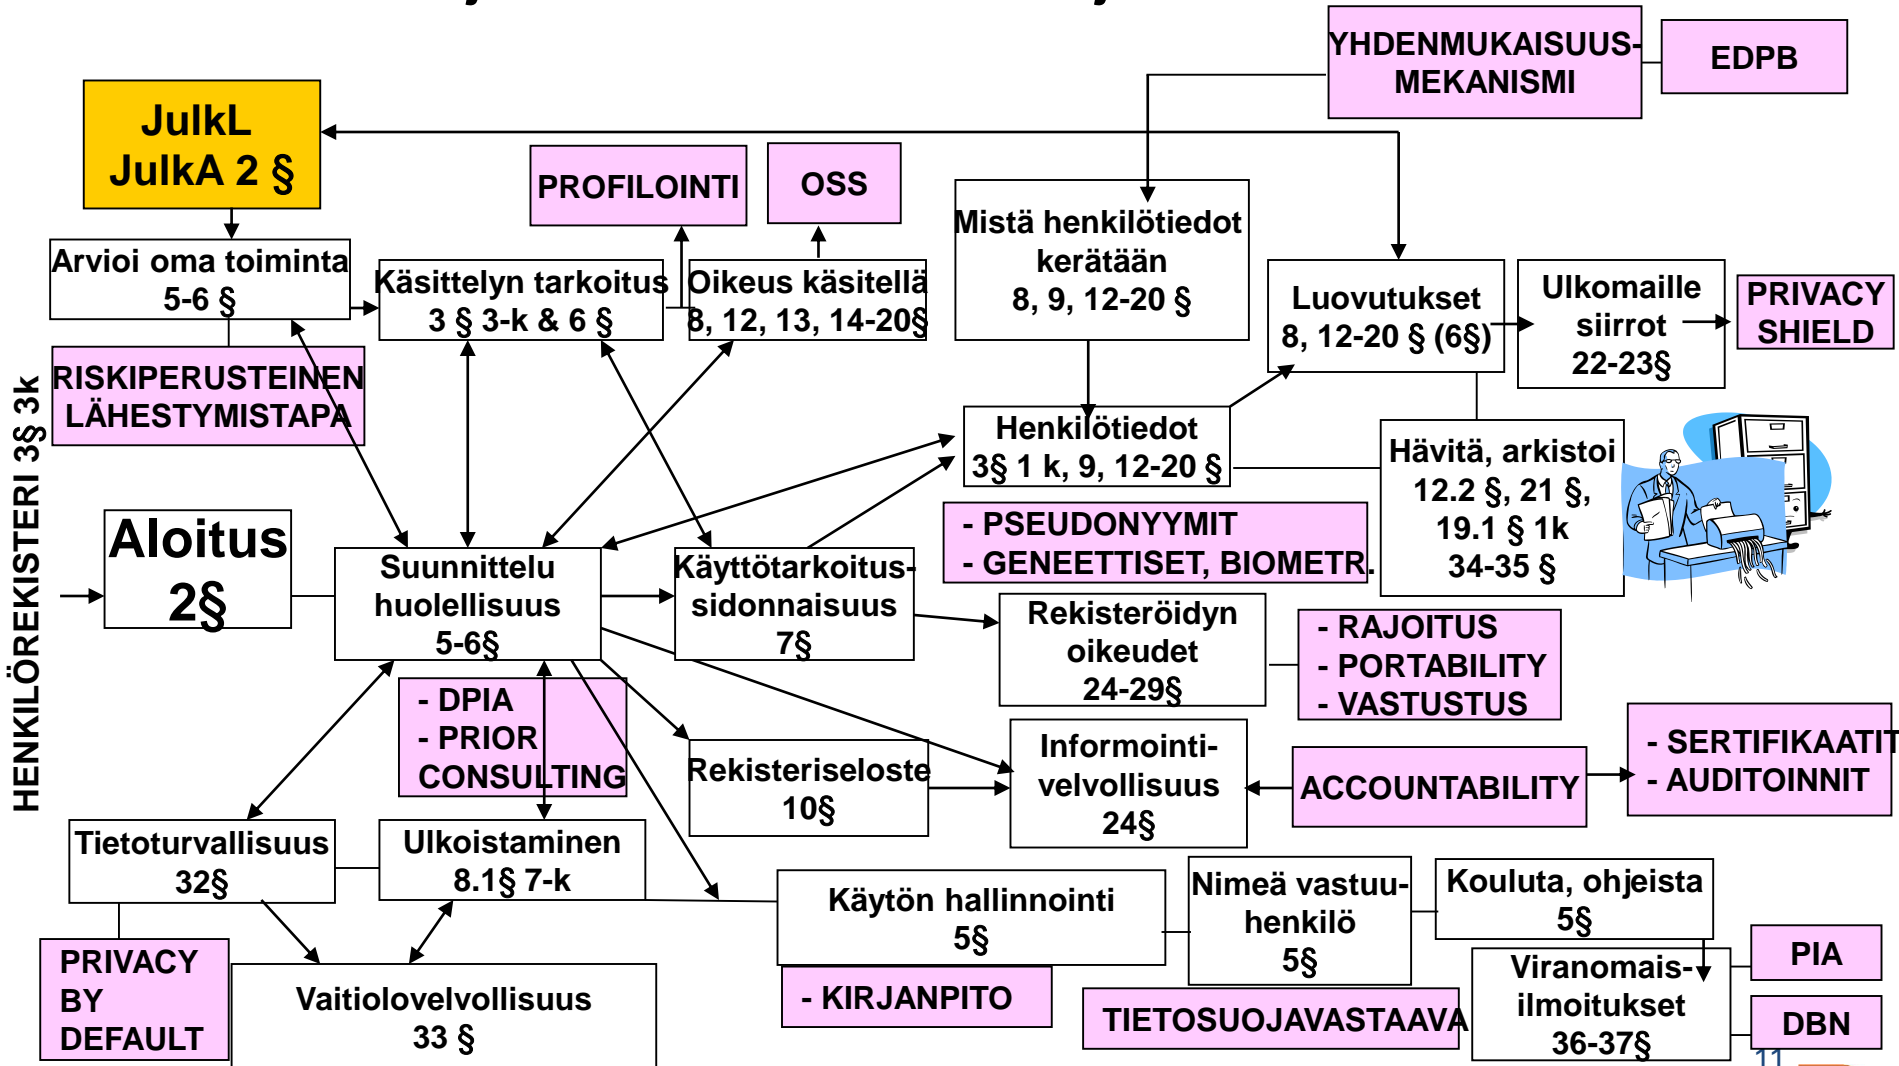 YHDENMUKAISUUS-
MEKANISMI
EDPB
JulkL
JulkA 2 §
PROFILOINTI
OSS
Mistä henkilötiedot
kerätään
8, 9, 12-20 §
Arvioi oma toiminta
5-6 §
Käsittelyn tarkoitus
3 § 3-k & 6 §
Oikeus käsitellä
8, 12, 13, 14-20§
Luovutukset
8, 12-20 § (6§)
Ulkomaille
siirrot
22-23§
PRIVACY
SHIELD
RISKIPERUSTEINEN
LÄHESTYMISTAPA
HENKILÖREKISTERI 3§ 3k
Henkilötiedot
3§ 1 k, 9, 12-20 §
Hävitä, arkistoi
12.2 §, 21 §,
19.1 § 1k
34-35 §
- PSEUDONYYMIT
- GENEETTISET, BIOMETR.
Aloitus
2§
Suunnittelu
huolellisuus
5-6§
Käyttötarkoitus-
sidonnaisuus
7§
Rekisteröidyn
oikeudet
24-29§
- RAJOITUS
- PORTABILITY
- VASTUSTUS
- DPIA
- PRIOR
CONSULTING
Rekisteriseloste
10§
Informointi-
velvollisuus
24§
ACCOUNTABILITY
- SERTIFIKAATIT
- AUDITOINNIT
Tietoturvallisuus
32§
Ulkoistaminen
8.1§ 7-k
Käytön hallinnointi
5§
Nimeä vastuu-
henkilö
5§
Kouluta, ohjeista
5§
PRIVACY
BY
DEFAULT
Vaitiolovelvollisuus
33 §
- KIRJANPITO
TIETOSUOJAVASTAAVA
Viranomais-
ilmoitukset
36-37§
PIA
DBN
11